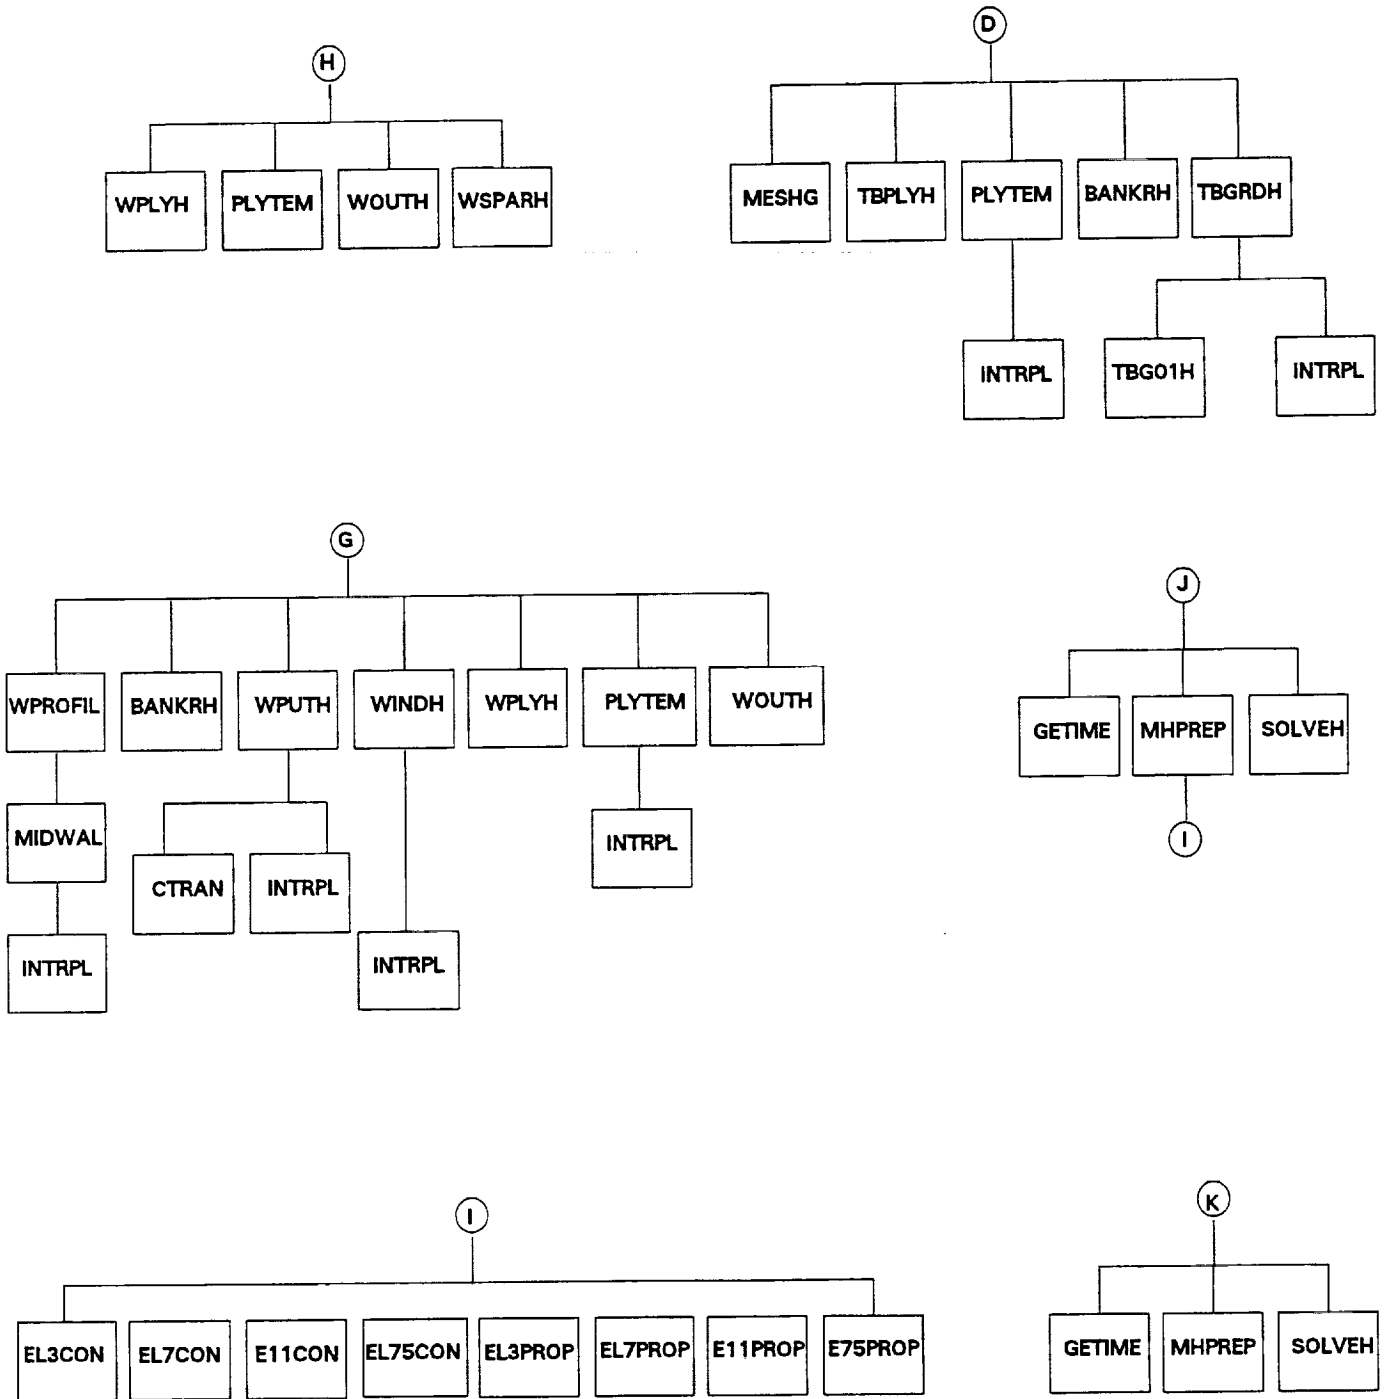 H
WPLYH PLYTEM WOUTH WSPARH
D
MESHG TBPLYH PLYTEM BANKRH TBGRDH
INTRPL TBG01H INTRPL
G
WPROFIL BANKRH WPUTH WINDH WPLYH PLYTEM WOUTH
MIDWAL CTRAN INTRPL INTRPL
INTRPL INTRPL
J
GETIME MHPREP SOLVEH
I
I
EL3CON EL7CON E11CON EL75CON EL3PROP EL7PROP E11PROP E75PROP
K
GETIME MHPREP SOLVEH